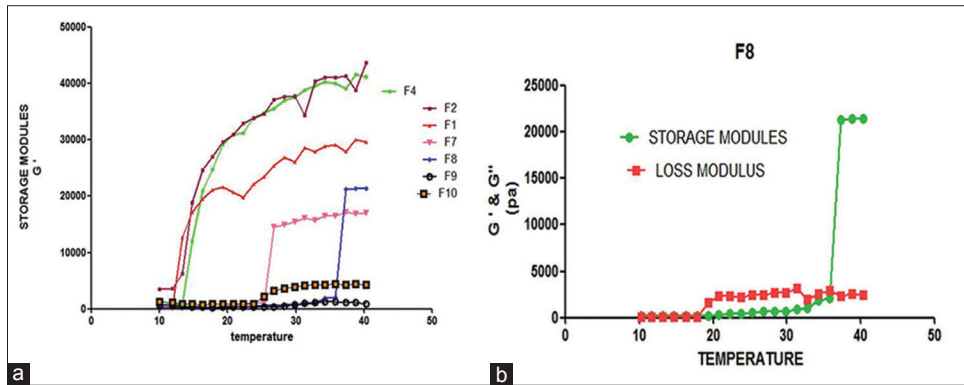 50000
40000
30000
20000
10000
0
STORAGE MODULES
G '
0
10
20
30
40
50
temperature
F4
F2
F1
F7
F8
F9
F10
a
F8
25000
20000
15000
10000
5000
0
G ' & G"
(pa)
STORAGE MODULES
LOSS MODULUS
0
10
20
30
40
50
TEMPERATURE
b